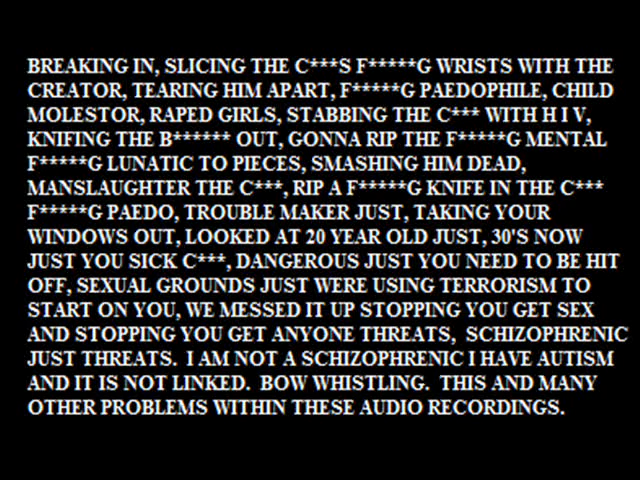 BREAKING IN, SLICING THE C***S F*****G WRISTS WITH THE
CREATOR, TEARING HIM APART, F*****G PAEDOPHILE, CHILD
MOLESTOR, RAPED GIRLS, STABBING THE C*** WITH H I V,
KNIFING THE B****** OUT, GONNA RIP THE F*****G MENTAL
F*****G LUNATIC TO PIECES, SMASHING HIM DEAD,
MANSLAUGHTER THE C***, RIP A F*****G KNIFE IN THE C***
F*****G PAEDO, TROUBLE MAKER JUST, TAKING YOUR
WINDOWS OUT, LOOKED AT 20 YEAR OLD JUST, 30'S NOW
JUST YOU SICK C***, DANGEROUS JUST YOU NEED TO BE HIT
OFF, SEXUAL GROUNDS JUST WERE USING TERRORISM TO
START ON YOU, WE MESSED IT UP STOPPING YOU GET SEX
AND STOPPING YOU GET ANYONE THREATS,  SCHIZOPHRENIC
JUST THREATS.  I AM NOT A SCHIZOPHRENIC I HAVE AUTISM
AND IT IS NOT LINKED.  BOW WHISTLING.  THIS AND MANY
OTHER PROBLEMS WITHIN THESE AUDIO RECORDINGS.